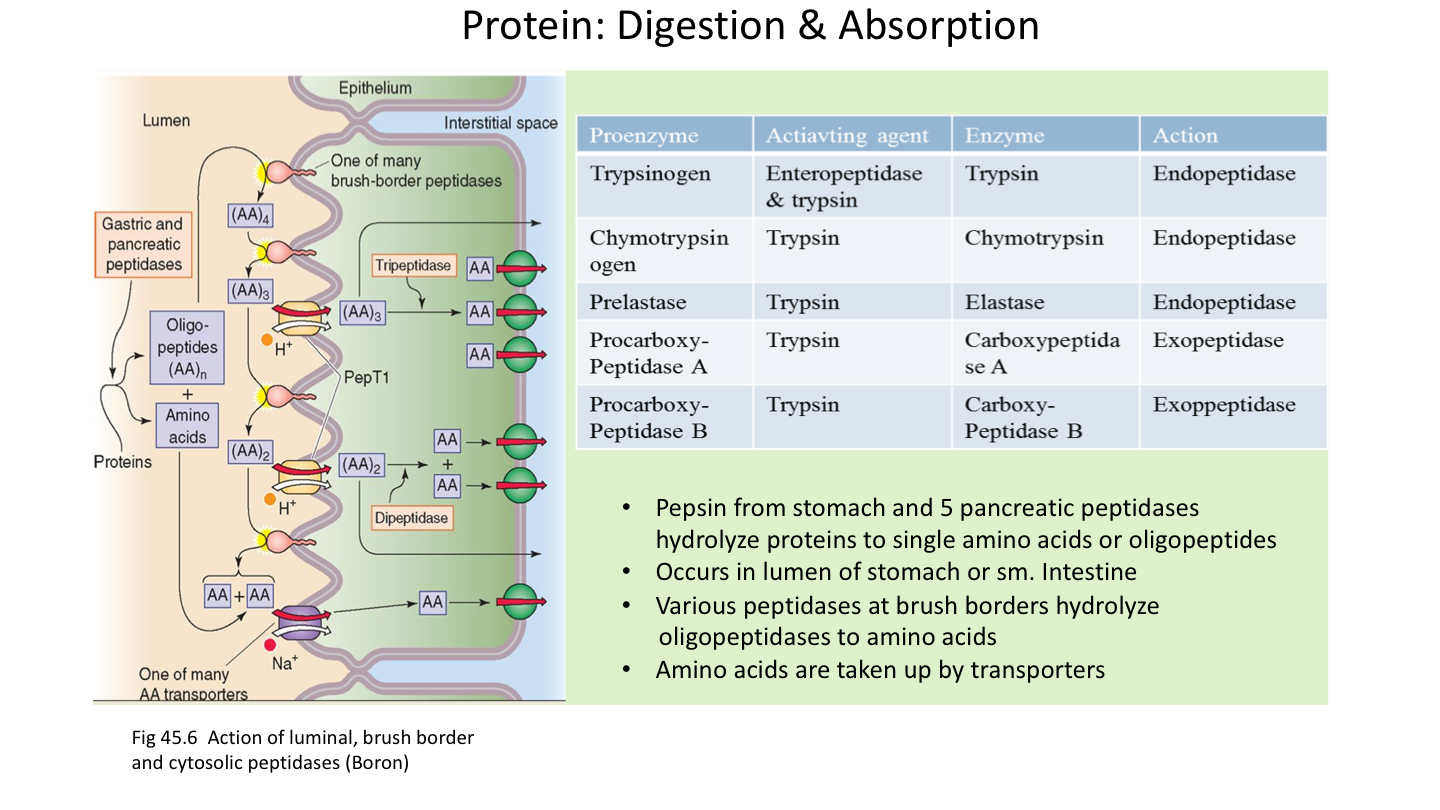 Protein: Digestion & Absorption
Epithelium
Lumen
Interstitial space
One of many
brush-border peptidases
(AA)4
Gastric and
pancreatic
peptidases
Tripeptidase
AA
(AA)3
(AA)3
AA
Oligo-
peptides
(AA)n
H+
AA
+
PepT1
Amino
acids
(AA)2
AA
(AA)2
+
Proteins
AA
H+
Dipeptidase
AA + AA
AA
Na+
One of many
AA transporters
Proenzyme Actiavting agent Enzyme Action
Trypsinogen Enteropeptidase Trypsin Endopeptidase
& trypsin
Chymotrypsin Trypsin Chymotrypsin Endopeptidase
ogen
Prelastase Trypsin Elastase Endopeptidase
Procarboxy- Trypsin Carboxypeptida Exopeptidase
Peptidase A se A
Procarboxy- Trypsin Carboxy- Exoppeptidase
Peptidase B Peptidase B
• Pepsin from stomach and 5 pancreatic peptidases
hydrolyze proteins to single amino acids or oligopeptides
• Occurs in lumen of stomach or sm. Intestine
• Various peptidases at brush borders hydrolyze
oligopeptidases to amino acids
• Amino acids are taken up by transporters
Fig 45.6 Action of luminal, brush border
and cytosolic peptidases (Boron)